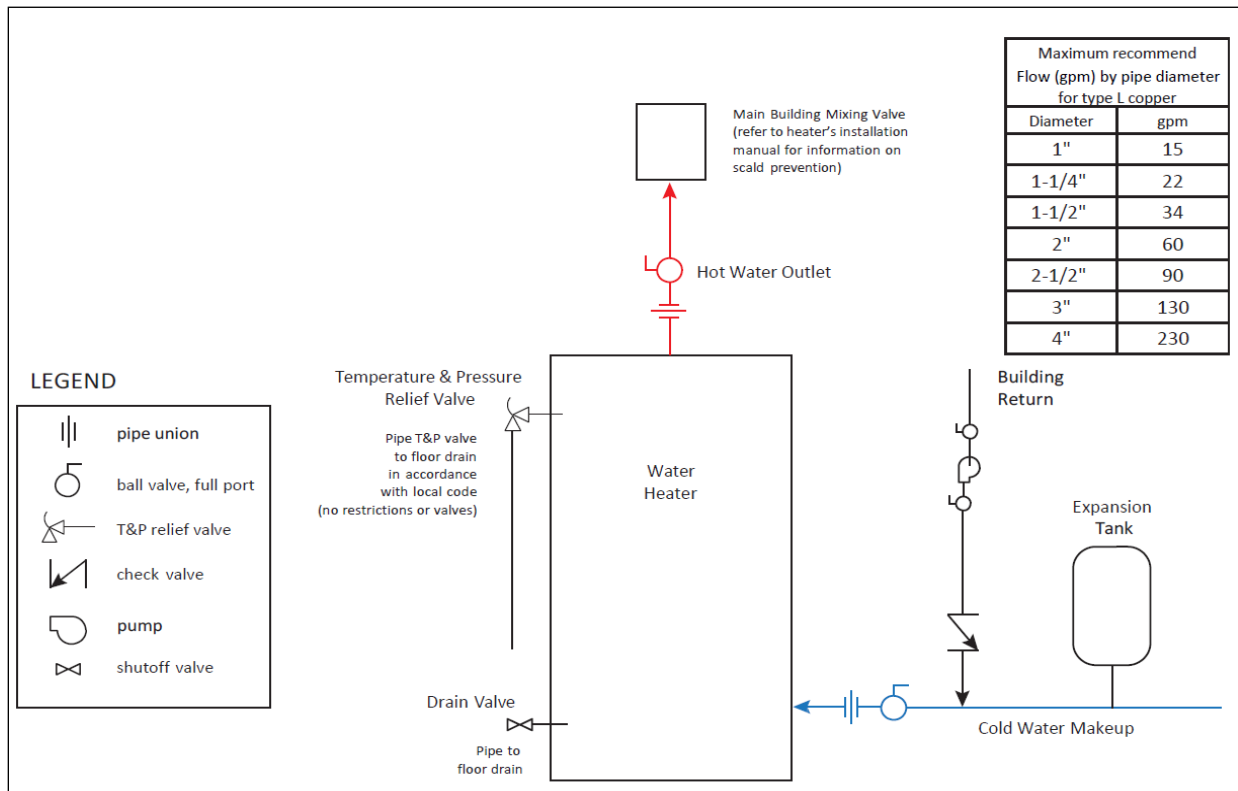 Maximum recommend
Flow (gpm) by pipe diameter
for type L copper
Diameter gpm
1" 15
1-1/4" 22
1-1/2" 34
2" 60
2-1/2" 90
3" 130
4" 230
Main Building Mixing Valve
(refer to heater's installation
manual for information on
scald prevention)
Hot Water Outlet
LEGEND
pipe union
ball valve, full port
T&P relief valve
check valve
pump
shutoff valve
Temperature & Pressure
Relief Valve
Pipe T&P valve
to floor drain
in accordance
with local code
(no restrictions or valves)
Water
Heater
Building
Return
Expansion
Tank
Drain Valve
Pipe to
floor drain
Cold Water Makeup